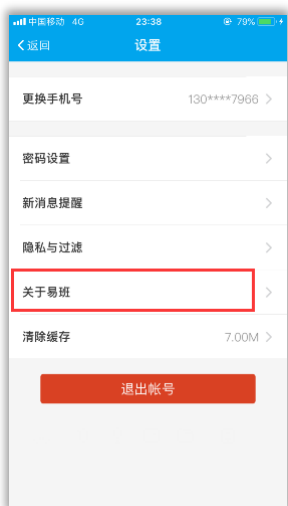 中国移动 4G 23:38 79%
返回 设置
更换手机号 130****7966
密码设置
新消息提醒
隐私与过滤
关于易班
清除缓存 7.00M
退出帐号